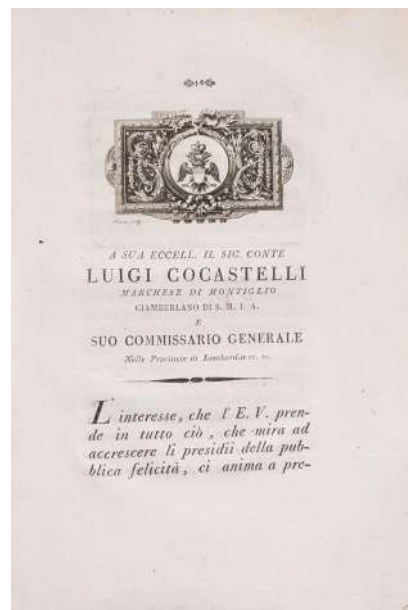 A SUA ECCELL. IL SIG. CONTE
LUIGI COCASTELLI
MARCHESE DI MONTIGLIO
CIAMBERLANO DI S. M. I. A.
E
SUO COMMISSARIO GENERALE
Nelle Provincie di Lombardia ec. ec.
L' interesse, che l' E. V. pren-
de in tutto ciò, che mira ad
accrescere li presidii della pub-
blica felicità, ci anima a pre-